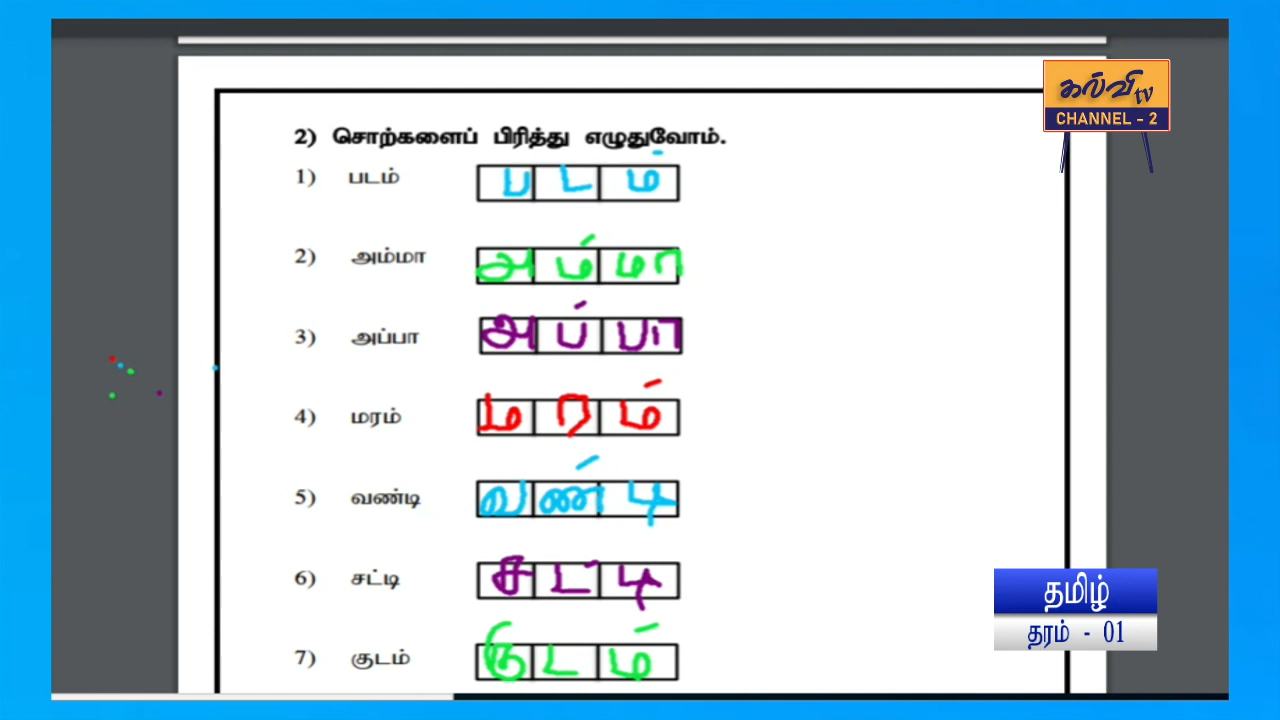 கல்வி tv
CHANNEL - 2
2) சொற்களைப் பிரித்து எழுதுவோம்.
1) படம் ப ட ம்
2) அம்மா அ ம் மா
3) அப்பா அ ப் பா
4) மரம் ம ர ம்
5) வண்டி வ ண் டி
6) சட்டி ச ட் டி
7) குடம் கு ட ம்
தமிழ்
தரம் - 01